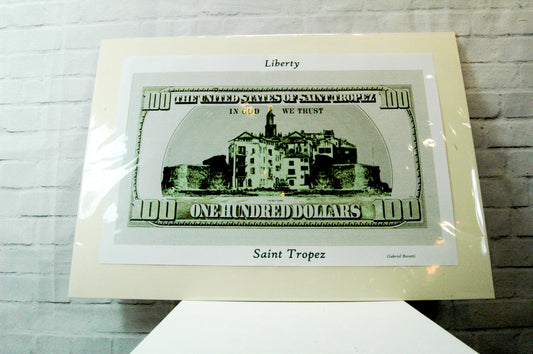 Liberty
100 THE UNITED STATES OF SAINT TROPEZ 100
IN GOD WE TRUST
100 ONE HUNDRED DOLLARS 100
Saint Tropez
Gabriel Baratti